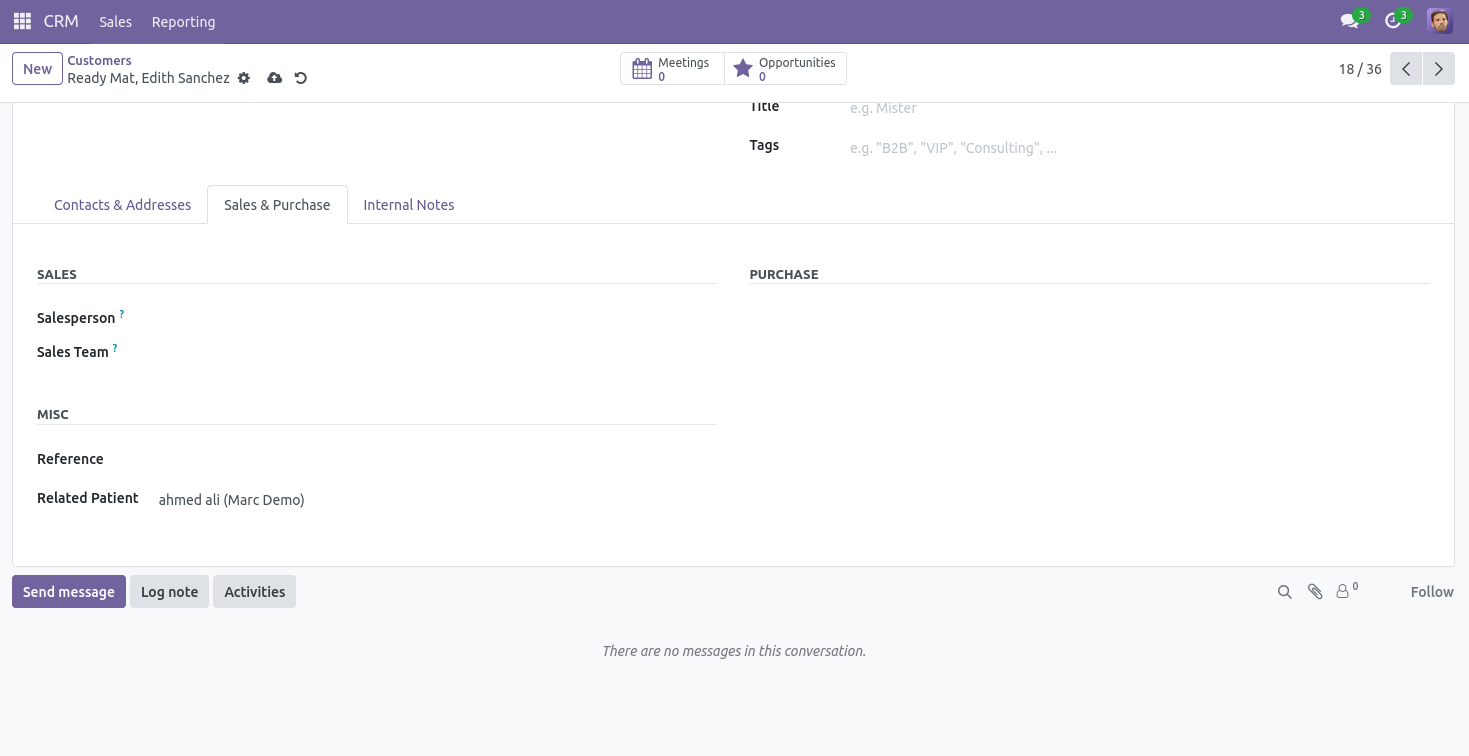 CRM Sales Reporting 3 3
New Customers
Ready Mat, Edith Sanchez
Meetings
0
Opportunities
0
18 / 36
Title e.g. Mister
Tags e.g. "B2B", "VIP", "Consulting", ...
Contacts & Addresses Sales & Purchase Internal Notes
SALES
PURCHASE
Salesperson ?
Sales Team ?
MISC
Reference
Related Patient ahmed ali (Marc Demo)
Send message Log note Activities 0 Follow
There are no messages in this conversation.